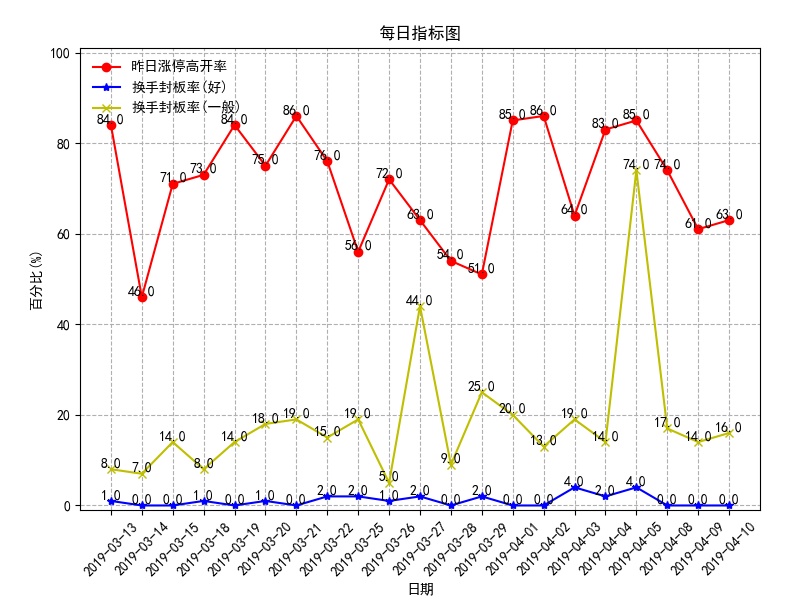 每日指标图
昨日涨停高开率
换手封板率(好)
换手封板率(一般)
百分比(%)
100
80
60
40
20
0
84.0 46.0 71.0 73.0 84.0 75.0 86.0 76.0 56.0 72.0 63.0 54.0 51.0 85.0 86.0 64.0 83.0 85.0 74.0 61.0 63.0
8.0 7.0 14.0 8.0 14.0 18.0 19.0 15.0 19.0 5.0 44.0 9.0 25.0 20.0 13.0 19.0 14.0 74.0 17.0 14.0 16.0
1.0 0.0 0.0 1.0 0.0 1.0 0.0 2.0 2.0 1.0 2.0 0.0 2.0 0.0 0.0 4.0 2.0 4.0 0.0 0.0 0.0
2019-03-13 2019-03-14 2019-03-15 2019-03-18 2019-03-19 2019-03-20 2019-03-21 2019-03-22 2019-03-25 2019-03-26 2019-03-27 2019-03-28 2019-03-29 2019-04-01 2019-04-02 2019-04-03 2019-04-04 2019-04-05 2019-04-08 2019-04-09 2019-04-10
日期